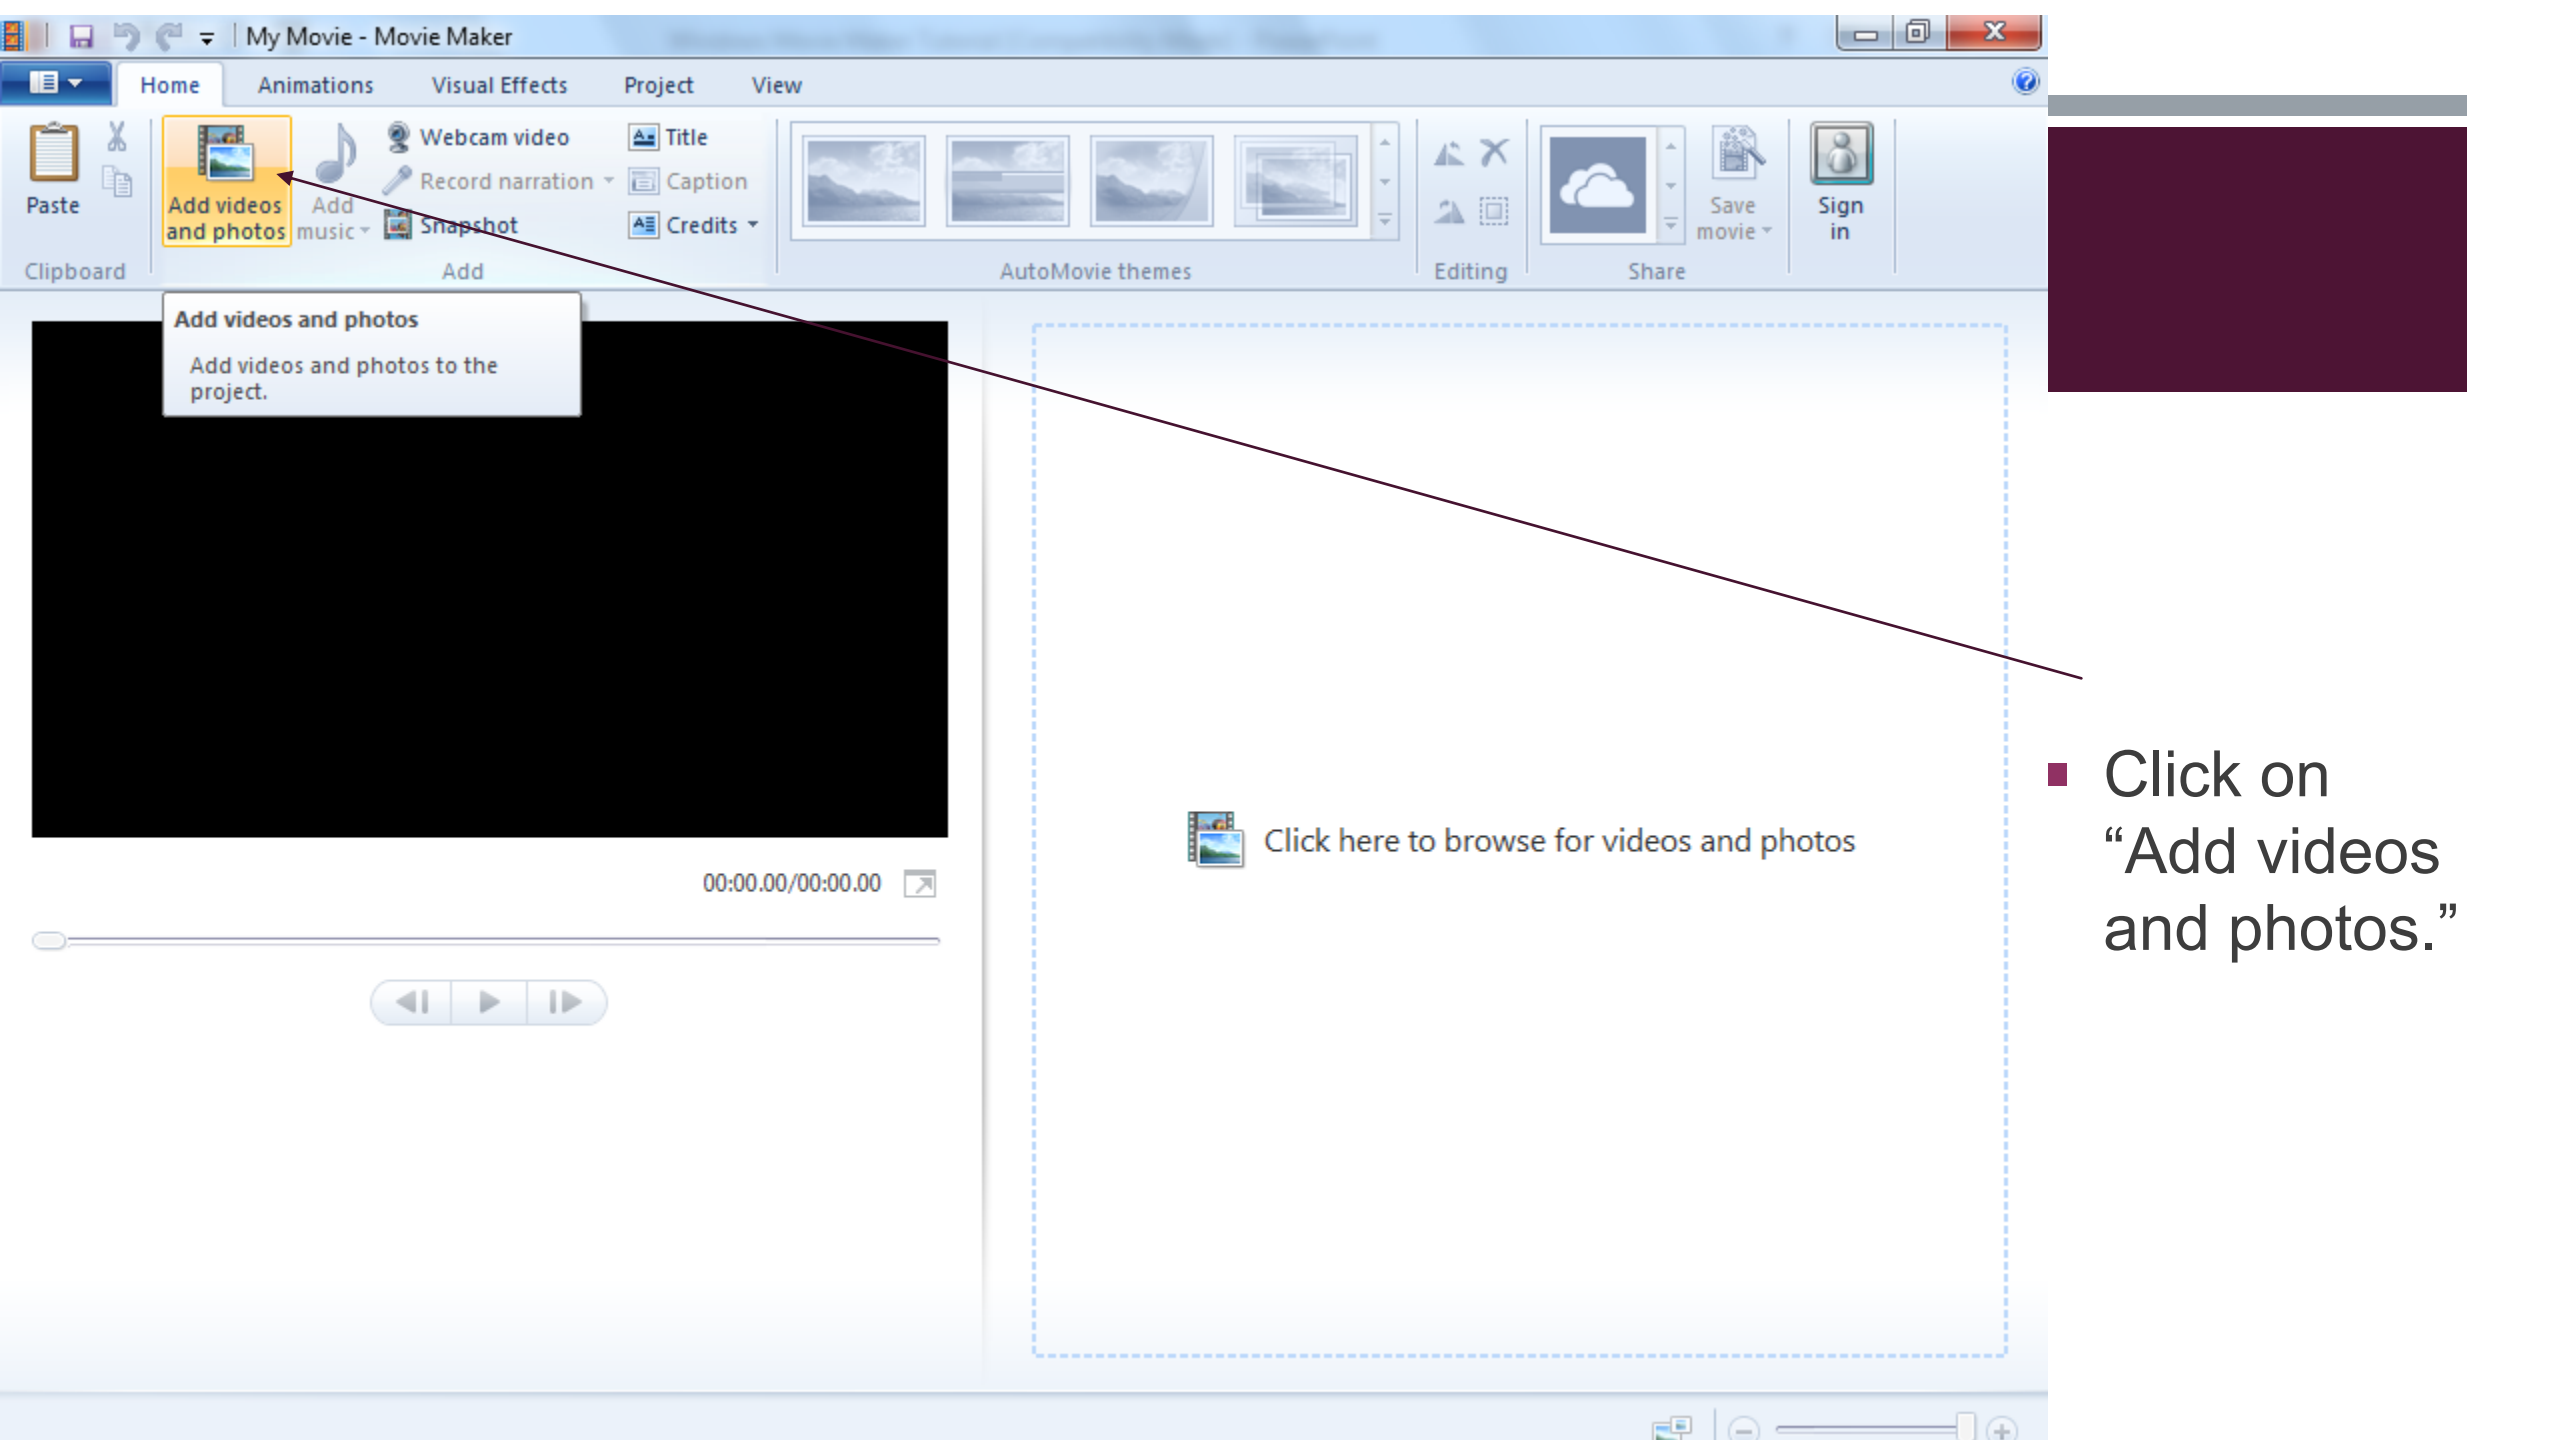 My Movie - Movie Maker
Home Animations Visual Effects Project View
Paste
Clipboard
Add videos
and photos
Add
music
Webcam video
Record narration
Snapshot
Title
Caption
Credits
Add
AutoMovie themes
Editing
Save
movie
Share
Sign
in
Add videos and photos
Add videos and photos to the
project.
Click here to browse for videos and photos
00:00.00/00:00.00
Click on
“Add videos
and photos.”